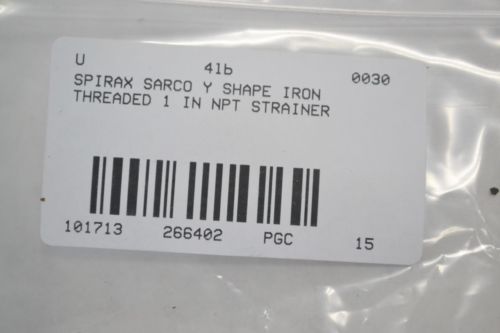 U 41b 0030
SPIRAX SARCO Y SHAPE IRON
THREADED 1 IN NPT STRAINER
101713 266402 PGC 15